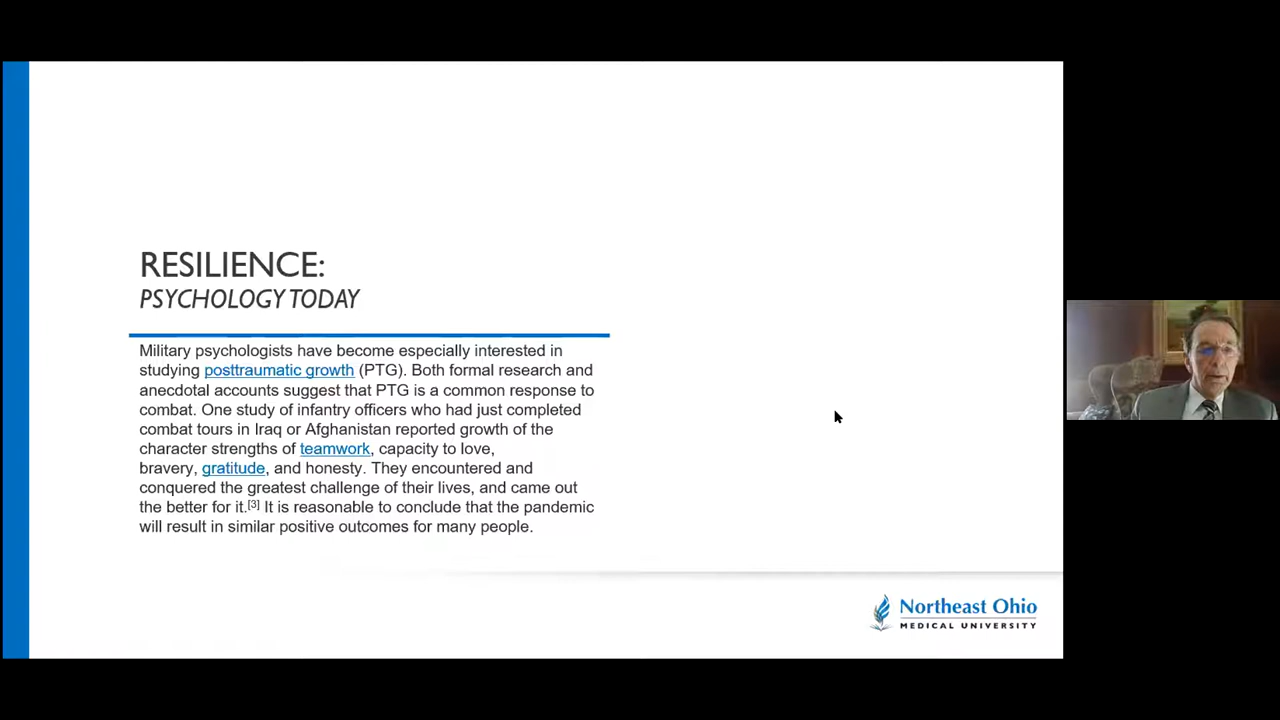 RESILIENCE:
PSYCHOLOGY TODAY
Military psychologists have become especially interested in
studying posttraumatic growth (PTG). Both formal research and
anecdotal accounts suggest that PTG is a common response to
combat. One study of infantry officers who had just completed
combat tours in Iraq or Afghanistan reported growth of the
character strengths of teamwork, capacity to love,
bravery, gratitude, and honesty. They encountered and
conquered the greatest challenge of their lives, and came out
the better for it.[3] It is reasonable to conclude that the pandemic
will result in similar positive outcomes for many people.
Northeast Ohio
MEDICAL UNIVERSITY